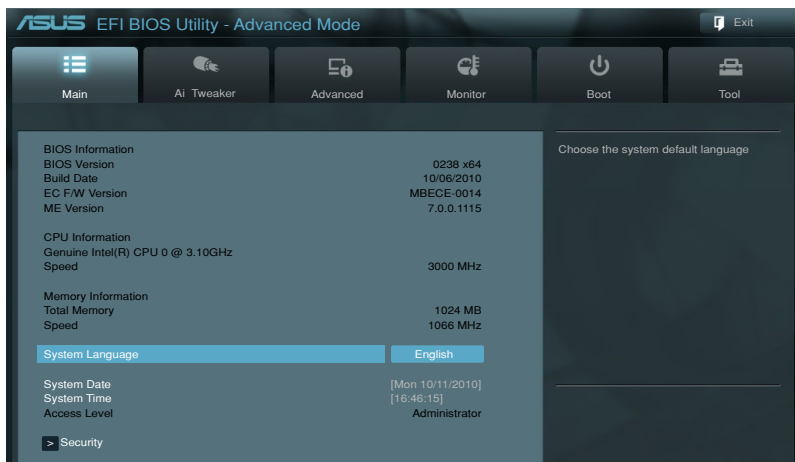 ASUS EFI BIOS Utility - Advanced Mode
Exit
Main
Ai Tweaker
Advanced
Monitor
Boot
Tool
BIOS Information
BIOS Version 0238 x64
Build Date 10/06/2010
EC F/W Version MBECE-0014
ME Version 7.0.0.1115
CPU Information
Genuine Intel(R) CPU 0 @ 3.10GHz
Speed 3000 MHz
Memory Information
Total Memory 1024 MB
Speed 1066 MHz
System Language English
System Date [Mon 10/11/2010]
System Time [16:46:15]
Access Level Administrator
> Security
Choose the system default language